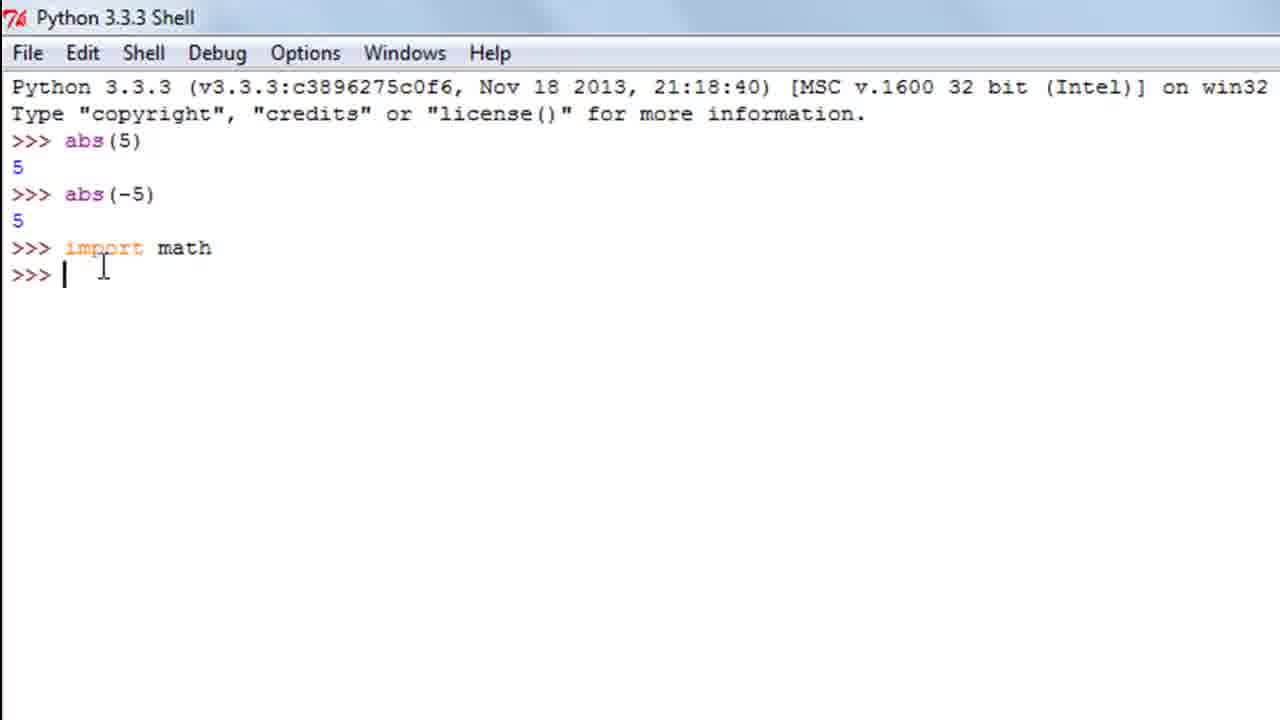 Python 3.3.3 Shell
File Edit Shell Debug Options Windows Help
Python 3.3.3 (v3.3.3:c3896275c0f6, Nov 18 2013, 21:18:40) [MSC v.1600 32 bit (Intel)] on win32
Type "copyright", "credits" or "license()" for more information.
>>> abs(5)
5
>>> abs(-5)
5
>>> import math
>>>